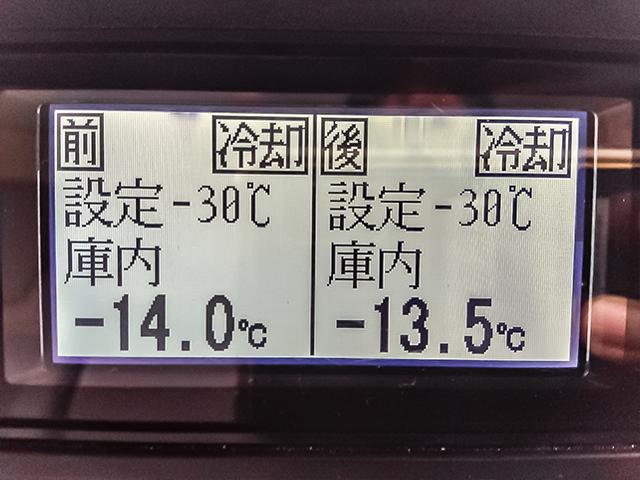 前 冷却
設定-30℃
庫内
-14.0℃
後 冷却
設定-30℃
庫内
-13.5℃